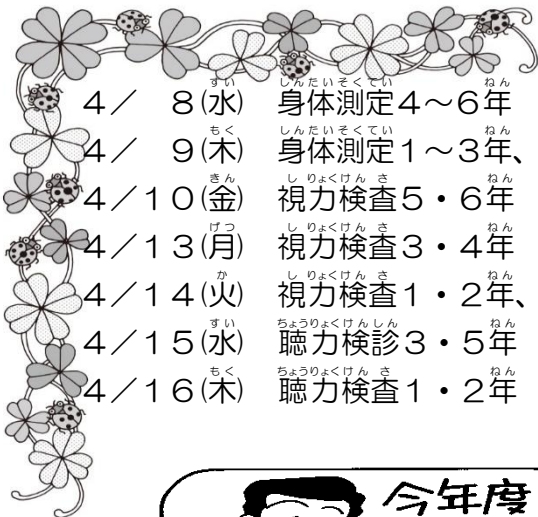 4／ 8(水) 身体測定4～6年
4／ 9(木) 身体測定1～3年、
4／10(金) 視力検査5・6年
4／13(月) 視力検査3・4年
4／14(火) 視力検査1・2年、
4／15(水) 聴力検診3・5年
4／16(木) 聴力検査1・2年
今年度